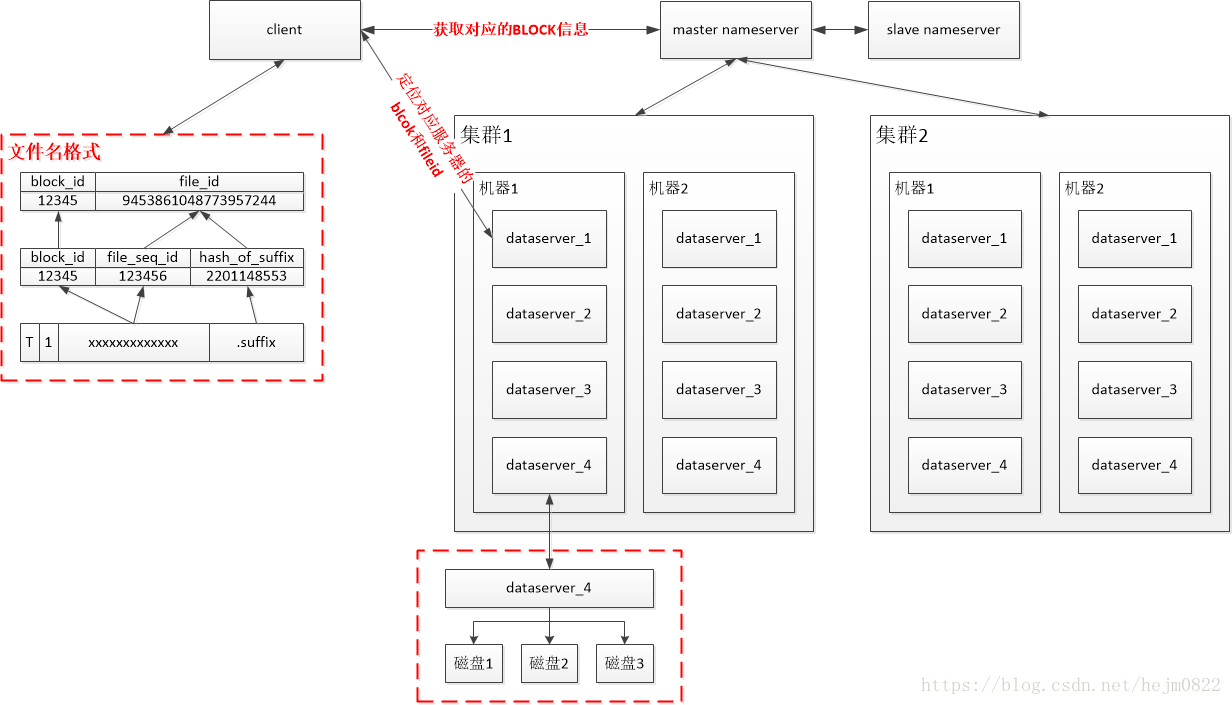 client
获取对应的BLOCK信息
master nameserver
slave nameserver
定位对应服务器的
blcok和fileid
文件名格式
block_id
file_id
12345
9453861048773957244
block_id
file_seq_id
hash_of_suffix
12345
123456
2201148553
T
1
xxxxxxxxxxxxx
.suffix
集群1
机器1
dataserver_1
dataserver_2
dataserver_3
dataserver_4
机器2
dataserver_1
dataserver_2
dataserver_3
dataserver_4
集群2
机器1
dataserver_1
dataserver_2
dataserver_3
dataserver_4
机器2
dataserver_1
dataserver_2
dataserver_3
dataserver_4
dataserver_4
磁盘1
磁盘2
磁盘3
https://blog.csdn.net/hejm0822